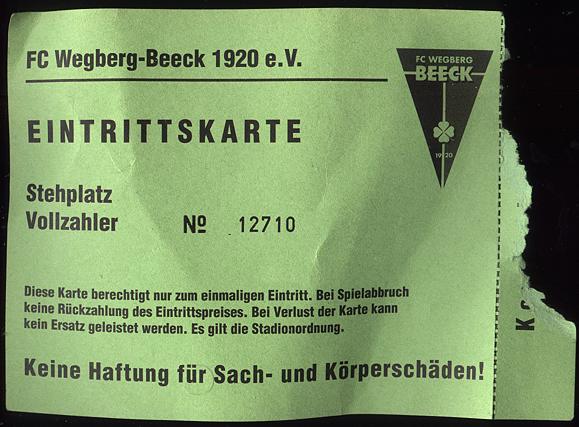 FC Wegberg-Beeck 1920 e.V.
FC WEGBERG
BEECK
1920
EINTRITTSKARTE
Stehplatz
Vollzahler
Nº 12710
Diese Karte berechtigt nur zum einmaligen Eintritt. Bei Spielabbruch
keine Rückzahlung des Eintrittspreises. Bei Verlust der Karte kann
kein Ersatz geleistet werden. Es gilt die Stadionordnung.
Keine Haftung für Sach- und Körperschäden!